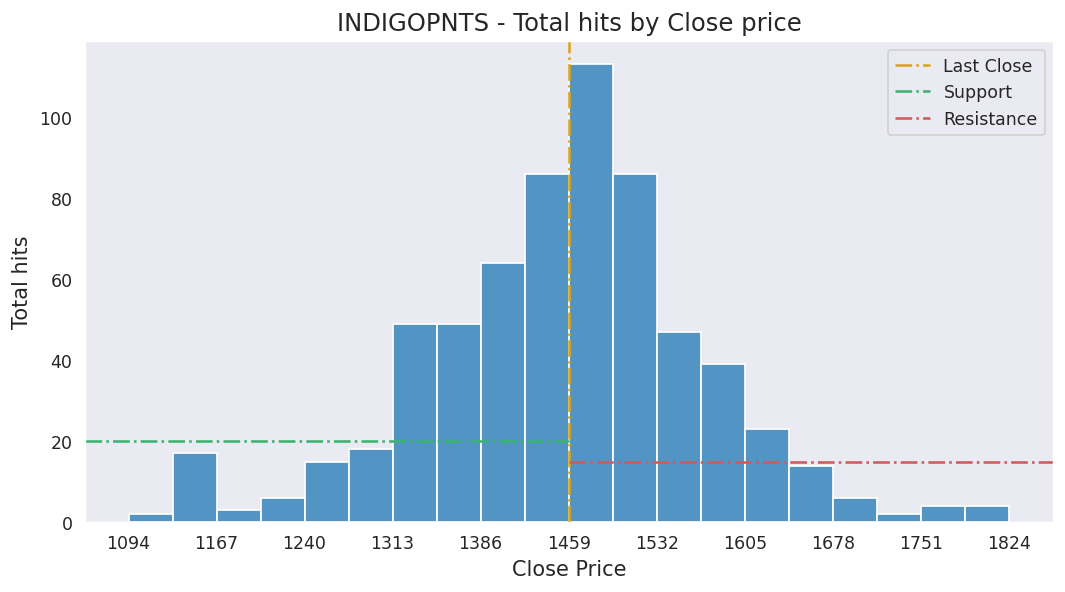 INDIGOPNTS - Total hits by Close price
Last Close
Support
Resistance
Total hits
100
80
60
40
20
0
1094 1167 1240 1313 1386 1459 1532 1605 1678 1751 1824
Close Price